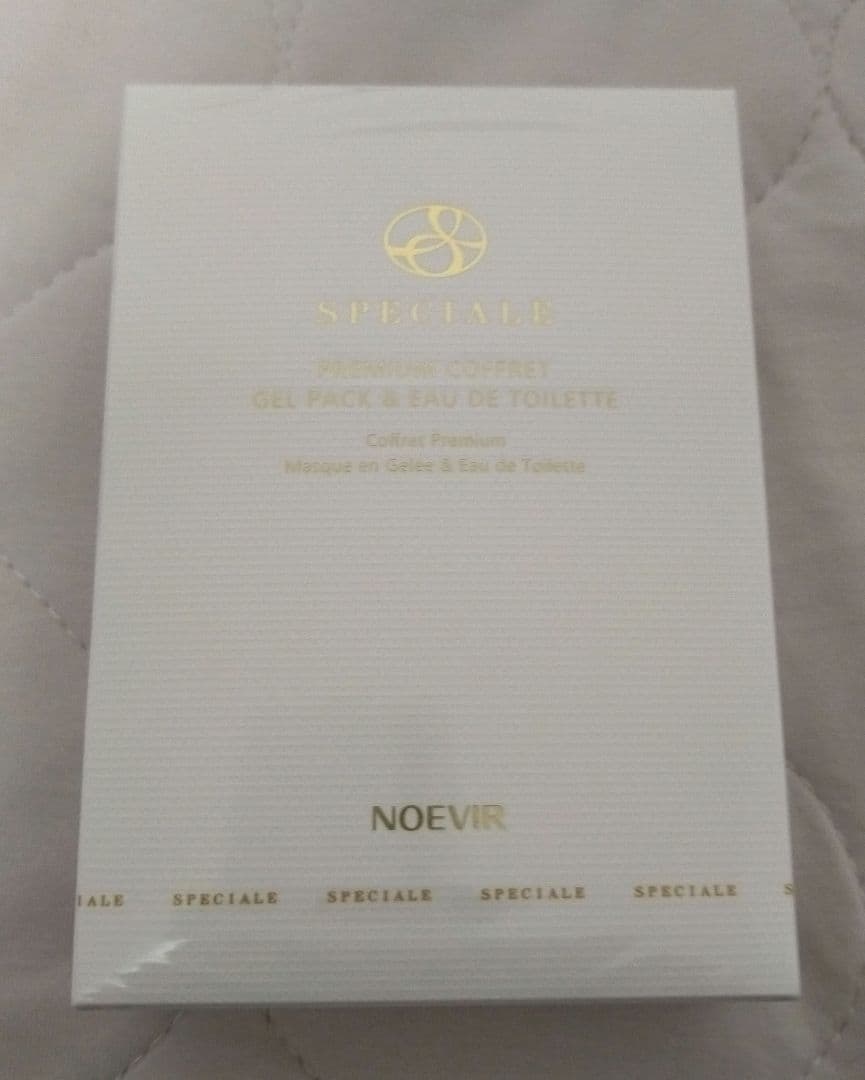 SPECIALE
PREMIUM COFFRET
GEL PACK & EAU DE TOILETTE
Coffret Premium
Masque en Gelée & Eau de Toilette
NOEVIR
IALE SPECIALE SPECIALE SPECIALE SPECIALE S